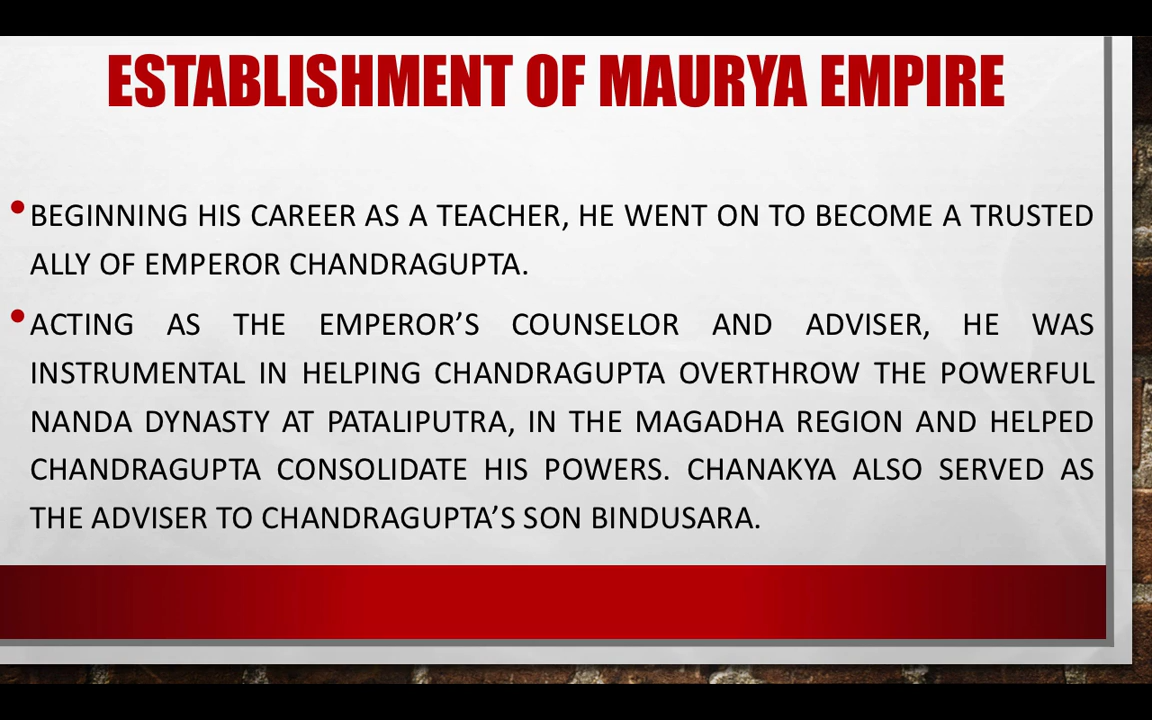 ESTABLISHMENT OF MAURYA EMPIRE
•BEGINNING HIS CAREER AS A TEACHER, HE WENT ON TO BECOME A TRUSTED
ALLY OF EMPEROR CHANDRAGUPTA.
•ACTING AS THE EMPEROR’S COUNSELOR AND ADVISER, HE WAS
INSTRUMENTAL IN HELPING CHANDRAGUPTA OVERTHROW THE POWERFUL
NANDA DYNASTY AT PATALIPUTRA, IN THE MAGADHA REGION AND HELPED
CHANDRAGUPTA CONSOLIDATE HIS POWERS. CHANAKYA ALSO SERVED AS
THE ADVISER TO CHANDRAGUPTA’S SON BINDUSARA.